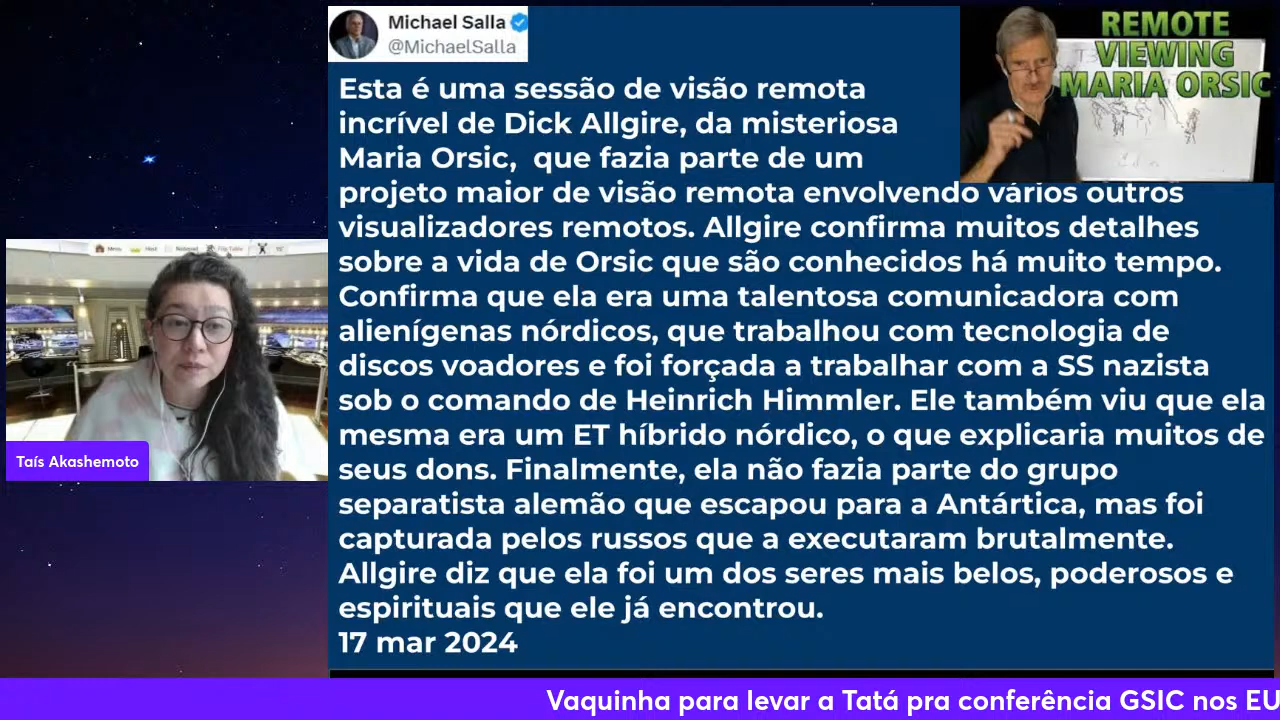 Michael Salla
@MichaelSalla
REMOTE
VIEWING
MARIA ORSIC
Esta é uma sessão de visão remota
incrível de Dick Allgire, da misteriosa
Maria Orsic, que fazia parte de um
projeto maior de visão remota envolvendo vários outros
visualizadores remotos. Allgire confirma muitos detalhes
sobre a vida de Orsic que são conhecidos há muito tempo.
Confirma que ela era uma talentosa comunicadora com
alienígenas nórdicos, que trabalhou com tecnologia de
discos voadores e foi forçada a trabalhar com a SS nazista
sob o comando de Heinrich Himmler. Ele também viu que ela
mesma era um ET híbrido nórdico, o que explicaria muitos de
seus dons. Finalmente, ela não fazia parte do grupo
separatista alemão que escapou para a Antártica, mas foi
capturada pelos russos que a executaram brutalmente.
Allgire diz que ela foi um dos seres mais belos, poderosos e
espirituais que ele já encontrou.
17 mar 2024
Menu
Taís Akashemoto
Vaquinha para levar a Tatá pra conferência GSIC nos EU